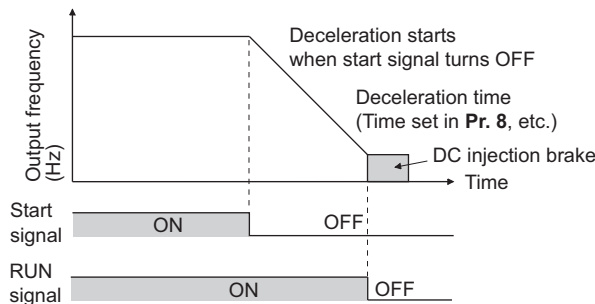 Output frequency
(Hz)
Deceleration starts
when start signal turns OFF
Deceleration time
(Time set in Pr. 8, etc.)
DC injection brake
Time
Start
signal
ON
OFF
RUN
signal
ON
OFF